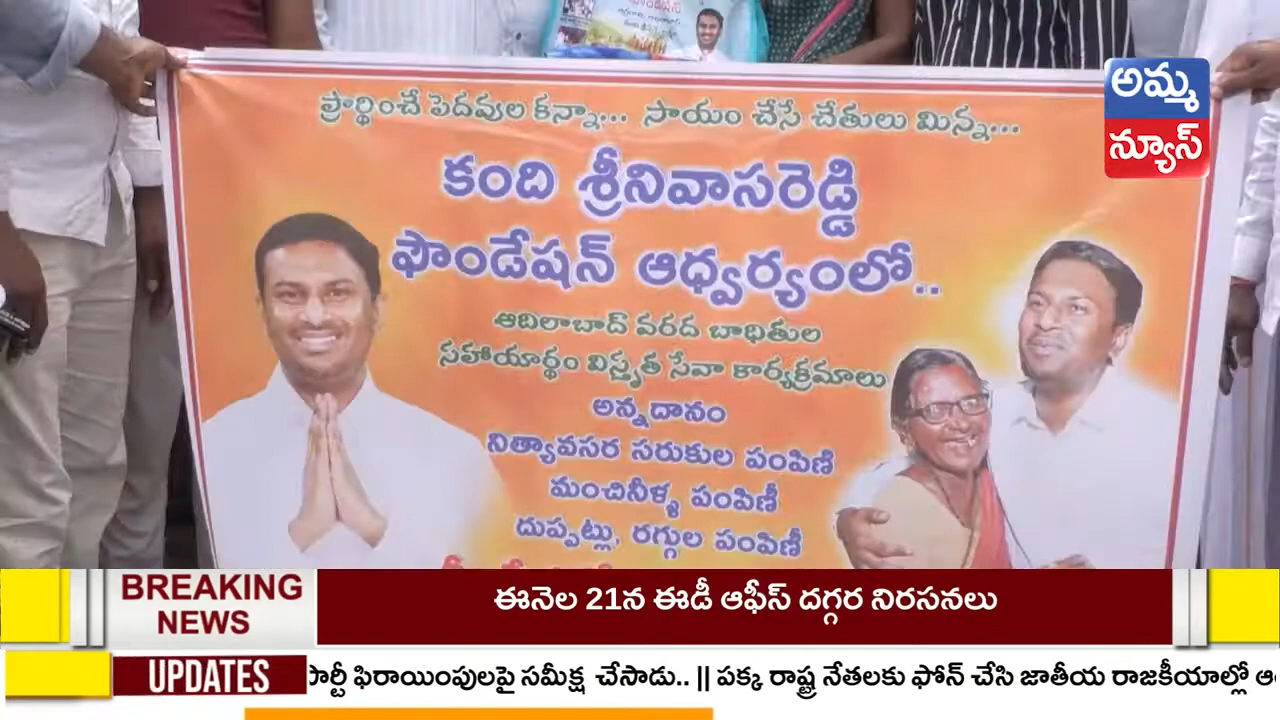 ప్రార్థించే పెదవుల కన్నా... సాయం చేసే చేతులు మిన్న...
కంది శ్రీనివాసరెడ్డి
ఫౌండేషన్ ఆధ్వర్యంలో..
ఆదిలాబాద్ వరద బాధితుల
సహాయార్థం విస్తృత సేవా కార్యక్రమాలు
అన్నదానం
నిత్యావసర సరుకుల పంపిణి
మంచినీళ్ళ పంపిణీ
దుప్పట్లు, రగ్గుల పంపిణీ
అమ్మ
న్యూస్
BREAKING
NEWS
ఈనెల 21న ఈడీ ఆఫీస్ దగ్గర నిరసనలు
UPDATES
పార్టీ ఫిరాయింపులపై సమీక్ష చేసాడు.. || పక్క రాష్ట్ర నేతలకు ఫోన్ చేసి జాతీయ రాజకీయాల్లో